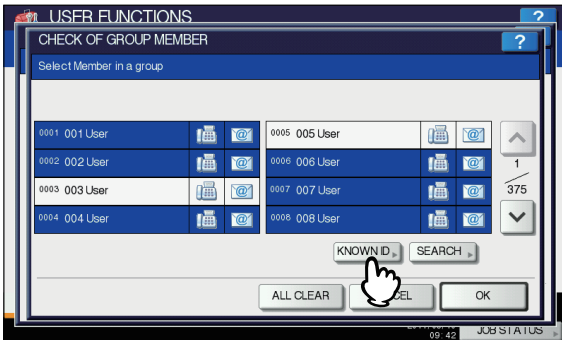 USER FUNCTIONS ?
CHECK OF GROUP MEMBER ?
Select Member in a group
0001 001 User
0002 002 User
0003 003 User
0004 004 User
0005 005 User
0006 006 User
0007 007 User
0008 008 User
1
375
KNOWN ID
SEARCH
ALL CLEAR
OK
09:42
JOB STATUS